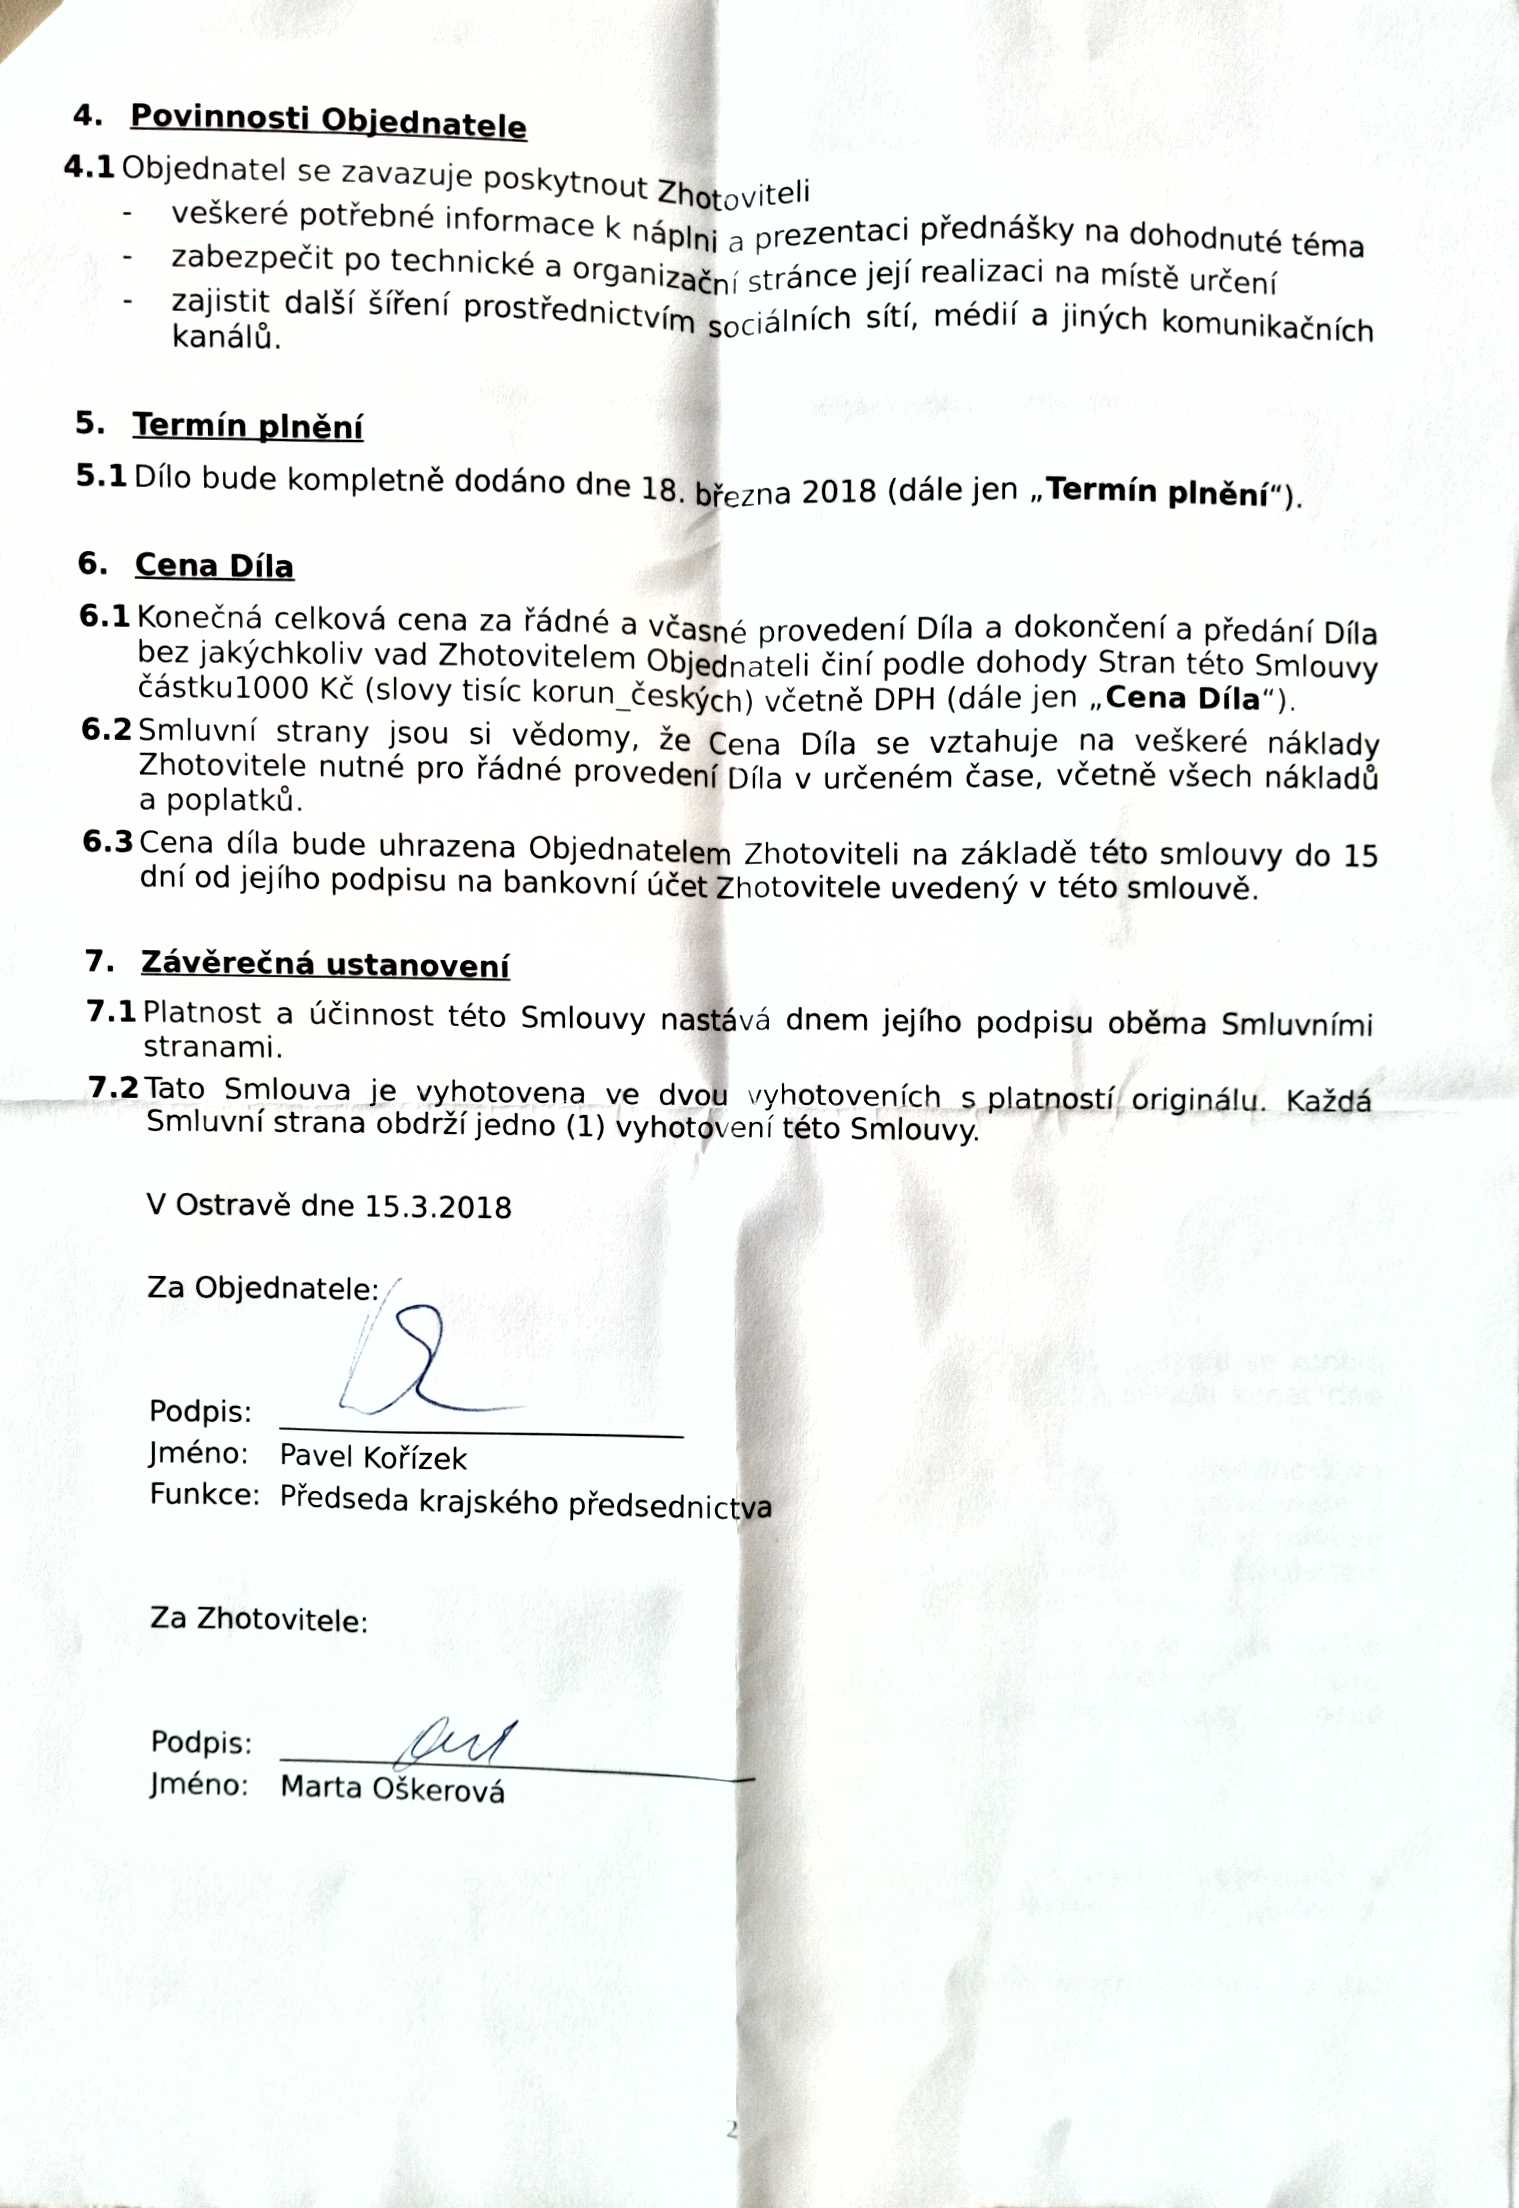 4. Povinnosti Objednatele
4.1 Objednatel se zavazuje poskytnout Zhotoviteli
- veškeré potřebné informace k náplni a prezentaci přednášky na dohodnuté téma
- zabezpečit po technické a organizační stránce její realizaci na místě určení
- zajistit další šíření prostřednictvím sociálních sítí, médií a jiných komunikačních
kanálů.
5. Termín plnění
5.1 Dílo bude kompletně dodáno dne 18. března 2018 (dále jen „Termín plnění“).
6. Cena Díla
6.1 Konečná celková cena za řádné a včasné provedení Díla a dokončení a předání Díla
bez jakýchkoliv vad Zhotovitelem Objednateli činí podle dohody Stran této Smlouvy
částku1000 Kč (slovy tisíc korun_českých) včetně DPH (dále jen „Cena Díla“).
6.2 Smluvní strany jsou si vědomy, že Cena Díla se vztahuje na veškeré náklady
Zhotovitele nutné pro řádné provedení Díla v určeném čase, včetně všech nákladů
a poplatků.
6.3 Cena díla bude uhrazena Objednatelem Zhotoviteli na základě této smlouvy do 15
dní od jejího podpisu na bankovní účet Zhotovitele uvedený v této smlouvě.
7. Závěrečná ustanovení
7.1 Platnost a účinnost této Smlouvy nastává dnem jejího podpisu oběma Smluvními
stranami.
7.2 Tato Smlouva je vyhotovena ve dvou vyhotoveních s platností originálu. Každá
Smluvní strana obdrží jedno (1) vyhotovení této Smlouvy.
V Ostravě dne 15.3.2018
Za Objednatele:
Podpis:
Jméno: Pavel Kořízek
Funkce: Předseda krajského předsednictva
Za Zhotovitele:
Podpis:
Jméno: Marta Oškerová
2